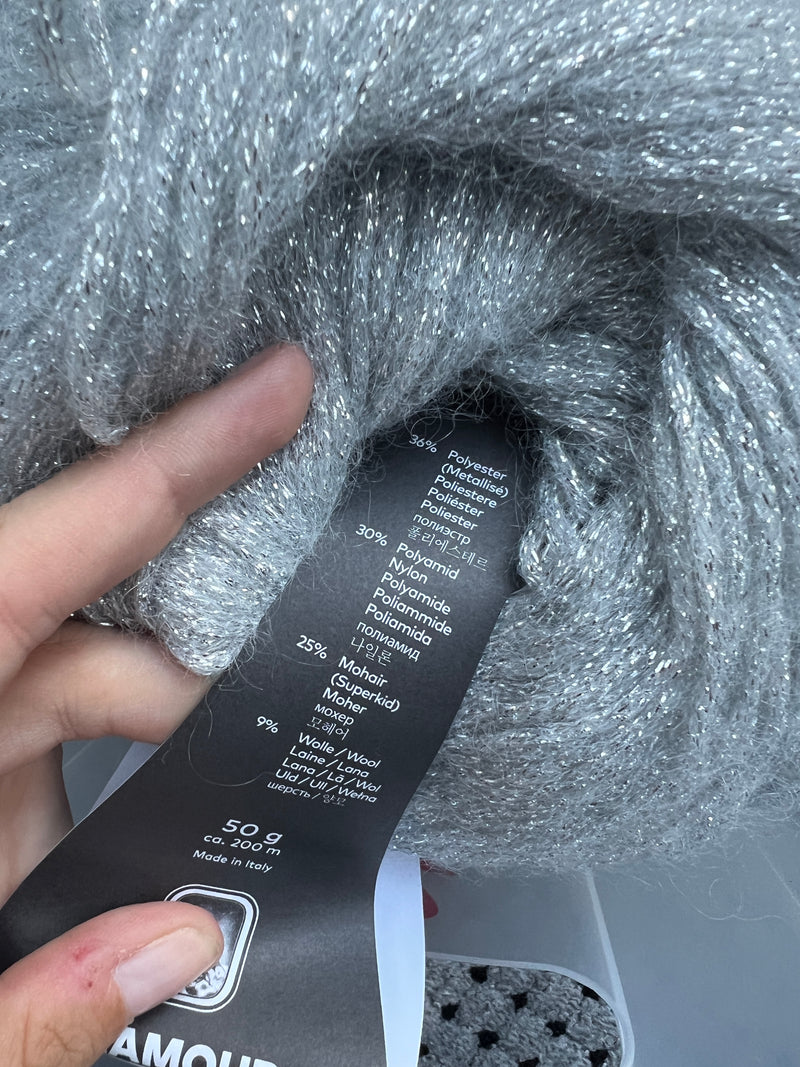 36% Polyester
(Metallisé)
Poliestere
Poliéster
Poliester
полиэстр
폴리에스테르
30% Polyamid
Nylon
Polyamide
Poliammide
Poliamida
полиамид
나일론
25% Mohair
(Superkid)
Moher
мохер
모헤어
9% Wolle / Wool
Laine / Lana
Lana / Lã / Wol
Uld / Ull / Wełna
шерсть / 양모
50 g
ca. 200 m
Made in Italy